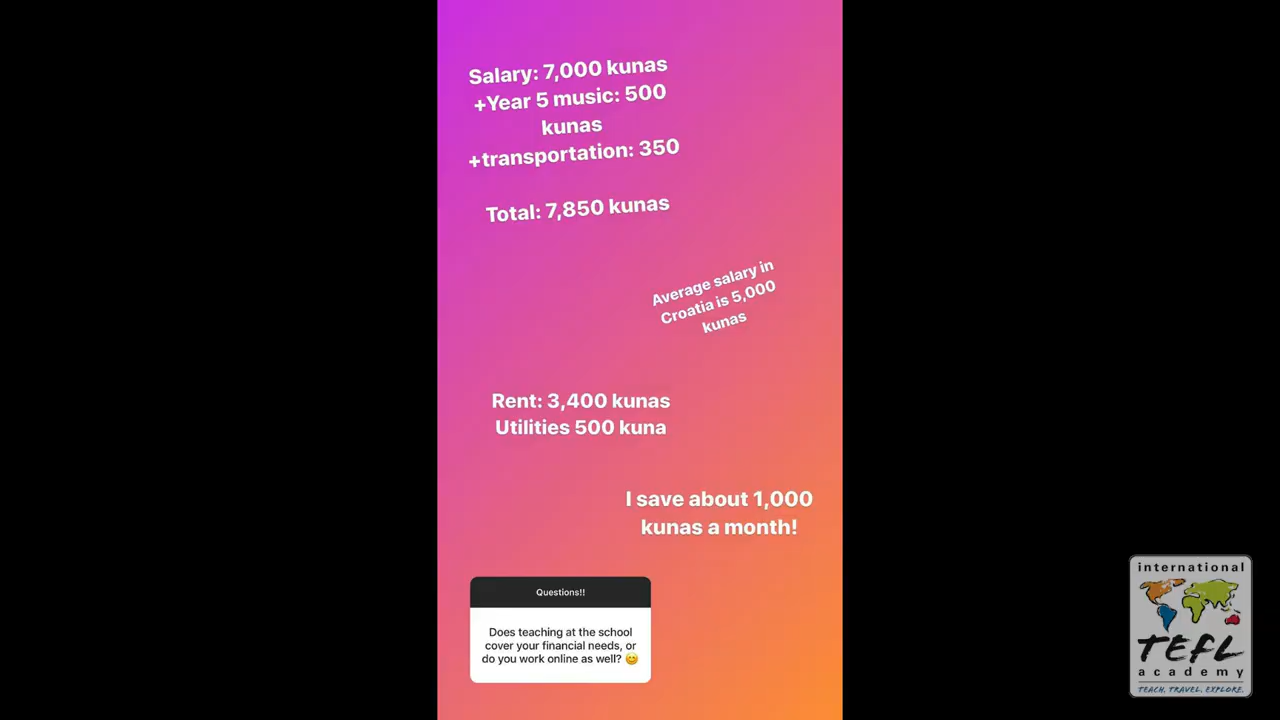 Salary: 7,000 kunas
+Year 5 music: 500
kunas
+transportation: 350
Total: 7,850 kunas
Average salary in
Croatia is 5,000
kunas
Rent: 3,400 kunas
Utilities 500 kuna
I save about 1,000
kunas a month!
Questions!!
Does teaching at the school
cover your financial needs, or
do you work online as well? 😊
international
TEFL
academy
TEACH. TRAVEL. EXPLORE.